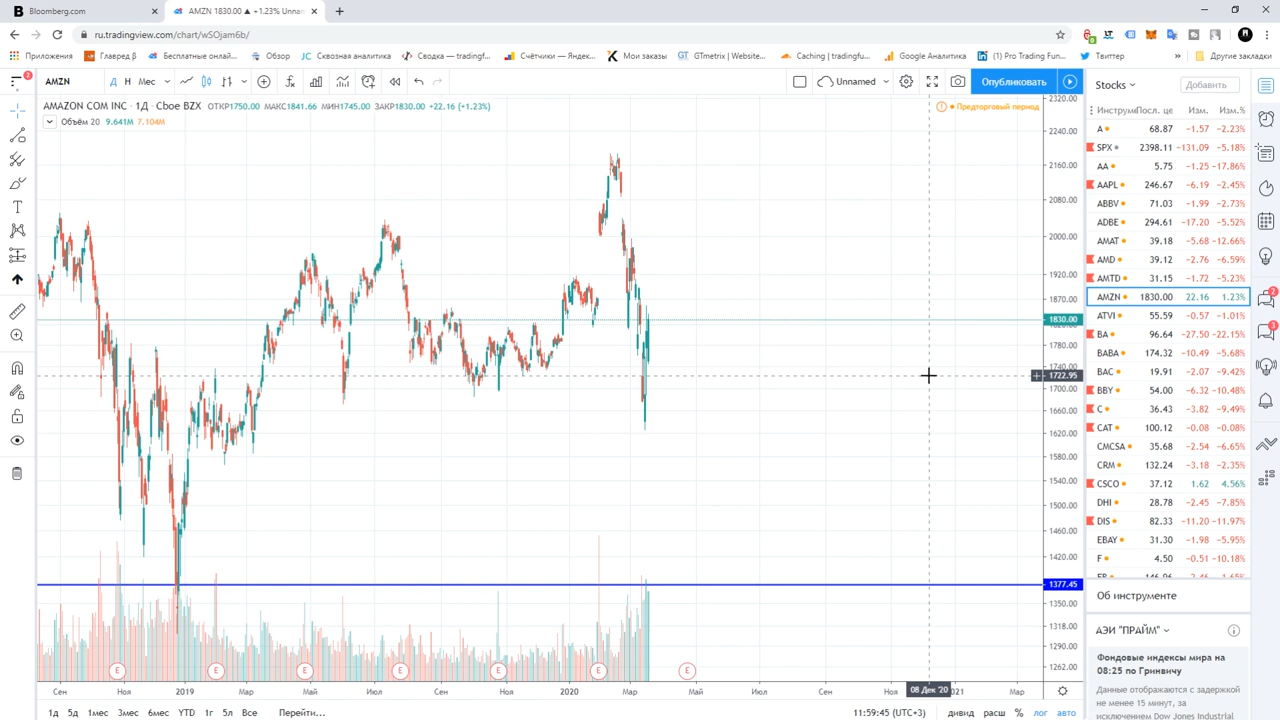 Bloomberg.com
AMZN 1830.00 ▲ +1.23% Unnam
ru.tradingview.com/chart/wSOjam6b/
Приложения
Главред β
Бесплатные онлай...
Обзор
Сквозная аналитика
Сводка — tradingf...
Счётчики — Яндек...
Мои заказы
GTmetrix | Website...
Caching | tradingfu...
Google Аналитика
(1) Pro Trading Fun...
Твиттер
»
Другие закладки
AMZN Д Н Мес Unnamed Опубликовать
Stocks Добавить
AMAZON COM INC · 1Д · Cboe BZX ОТКР1750.00 МАКС1841.66 МИН1745.00 ЗАКР1830.00 +22.16 (+1.23%)
Предторговый период
Объём 20 9.641M 7.104M
2320.00
2240.00
2160.00
2080.00
2000.00
1920.00
1870.00
1830.00
1780.00
1740.00
1722.95
1700.00
1660.00
1620.00
1580.00
1540.00
1500.00
1460.00
1420.00
1377.45
1350.00
1318.00
1290.00
1262.00
Инструм Посл. це Изм. Изм.%
A 68.87 −1.57 −2.23%
SPX 2398.11 −131.09 −5.18%
AA 5.75 −1.25 −17.86%
AAPL 246.67 −6.19 −2.45%
ABBV 71.03 −1.99 −2.73%
ADBE 294.61 −17.20 −5.52%
AMAT 39.18 −5.68 −12.66%
AMD 39.12 −2.76 −6.59%
AMTD 31.15 −1.72 −5.23%
AMZN 1830.00 22.16 1.23%
ATVI 55.59 −0.57 −1.01%
BA 96.64 −27.50 −22.15%
BABA 174.32 −10.49 −5.68%
BAC 19.91 −2.07 −9.42%
BBY 54.00 −6.32 −10.48%
C 36.43 −3.82 −9.49%
CAT 100.12 −0.08 −0.08%
CMCSA 35.68 −2.54 −6.65%
CRM 132.24 −3.18 −2.35%
CSCO 37.12 1.62 4.56%
DHI 28.78 −2.45 −7.85%
DIS 82.33 −11.20 −11.97%
EBAY 31.30 −1.98 −5.95%
F 4.50 −0.51 −10.18%
Об инструменте
АЭИ "ПРАЙМ"
Фондовые индексы мира на
08:25 по Гринвичу
Данные отображаются с задержкой
не менее 15 минут, за
исключением Dow Jones Industrial
E E E E E E E
Сен Ноя 2019 Мар Май Июл Сен Ноя 2020 Мар Май Июл Сен Ноя 08 Дек '20 2021 Мар
1д 5д 1мес 3мес 6мес YTD 1г 5л Все Перейти...
11:59:45 (UTC+3) дивид расш % лог авто